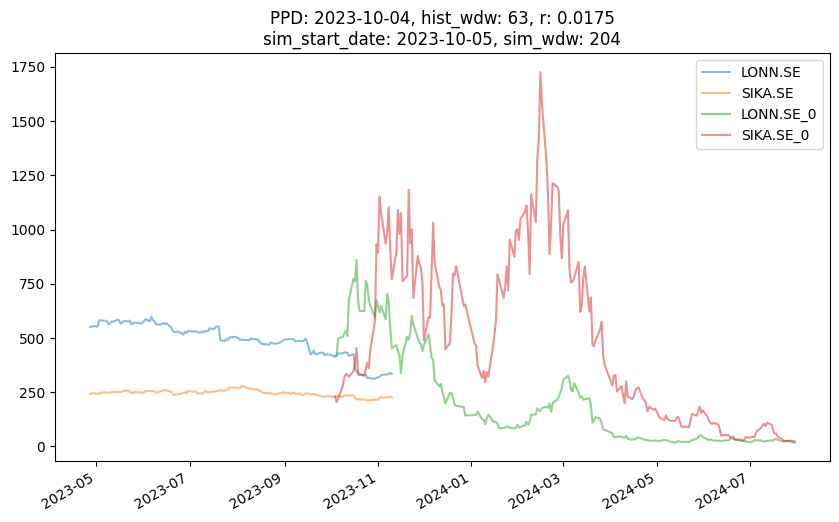 PPD: 2023-10-04, hist_wdw: 63, r: 0.0175
sim_start_date: 2023-10-05, sim_wdw: 204
1750
1500
1250
1000
750
500
250
0
LONN.SE
SIKA.SE
LONN.SE_0
SIKA.SE_0
2023-05
2023-07
2023-09
2023-11
2024-01
2024-03
2024-05
2024-07